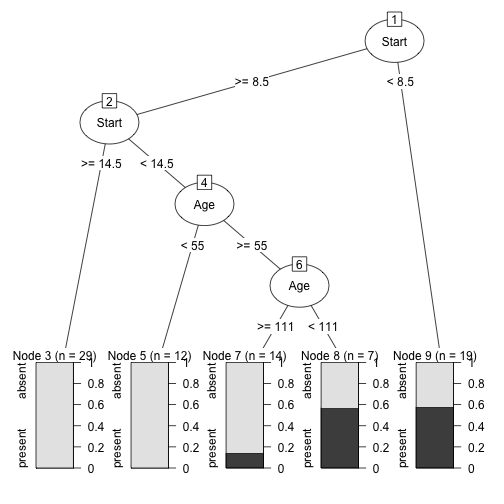 1
Start
>= 8.5
< 8.5
2
Start
>= 14.5
< 14.5
4
Age
< 55
>= 55
6
Age
>= 111
< 111
Node 3 (n = 29)
Node 5 (n = 12)
Node 7 (n = 14)
Node 8 (n = 7)
Node 9 (n = 19)
absent
present
1
0.8
0.6
0.4
0.2
0
absent
present
1
0.8
0.6
0.4
0.2
0
absent
present
1
0.8
0.6
0.4
0.2
0
absent
present
1
0.8
0.6
0.4
0.2
0
absent
present
1
0.8
0.6
0.4
0.2
0